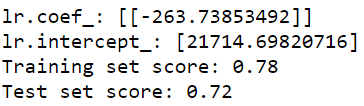 lr.coef_: [[-263.73853492]]
lr.intercept_: [21714.69820716]
Training set score: 0.78
Test set score: 0.72